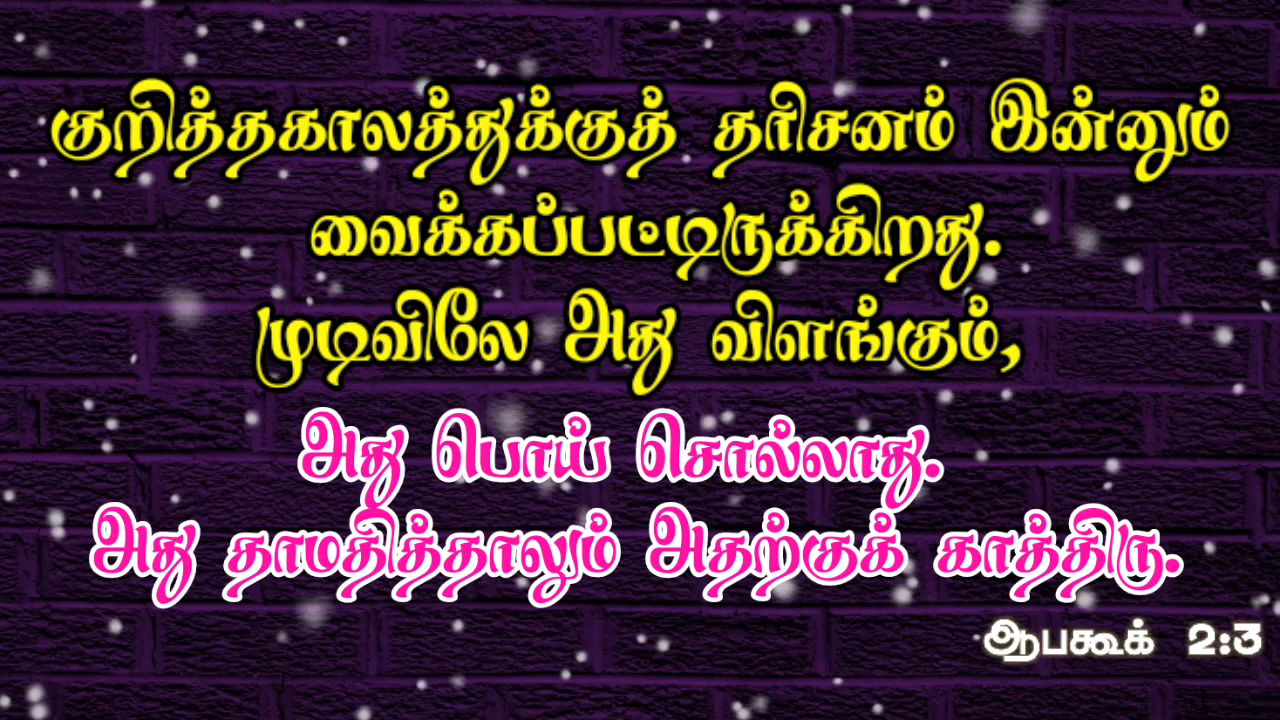 குறித்தகாலத்துக்குத் தரிசனம் இன்னும்
வைக்கப்பட்டிருக்கிறது.
முடிவிலே அது விளங்கும்,
அது பொய் சொல்லாது.
அது தாமதித்தாலும் அதற்குக் காத்திரு.
ஆபகூக் 2:3